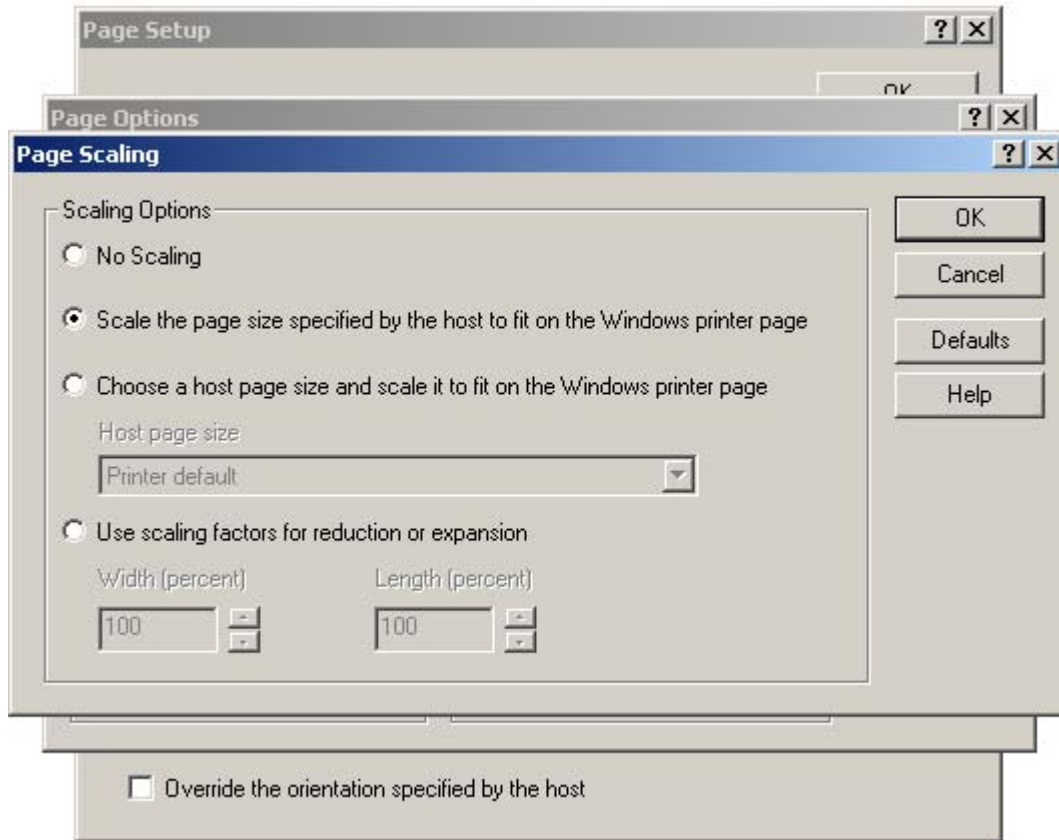 Page Setup
OK
Page Options
Page Scaling
Scaling Options
No Scaling
Scale the page size specified by the host to fit on the Windows printer page
Choose a host page size and scale it to fit on the Windows printer page
Host page size
Printer default
Use scaling factors for reduction or expansion
Width (percent) Length (percent)
100 100
OK
Cancel
Defaults
Help
Override the orientation specified by the host